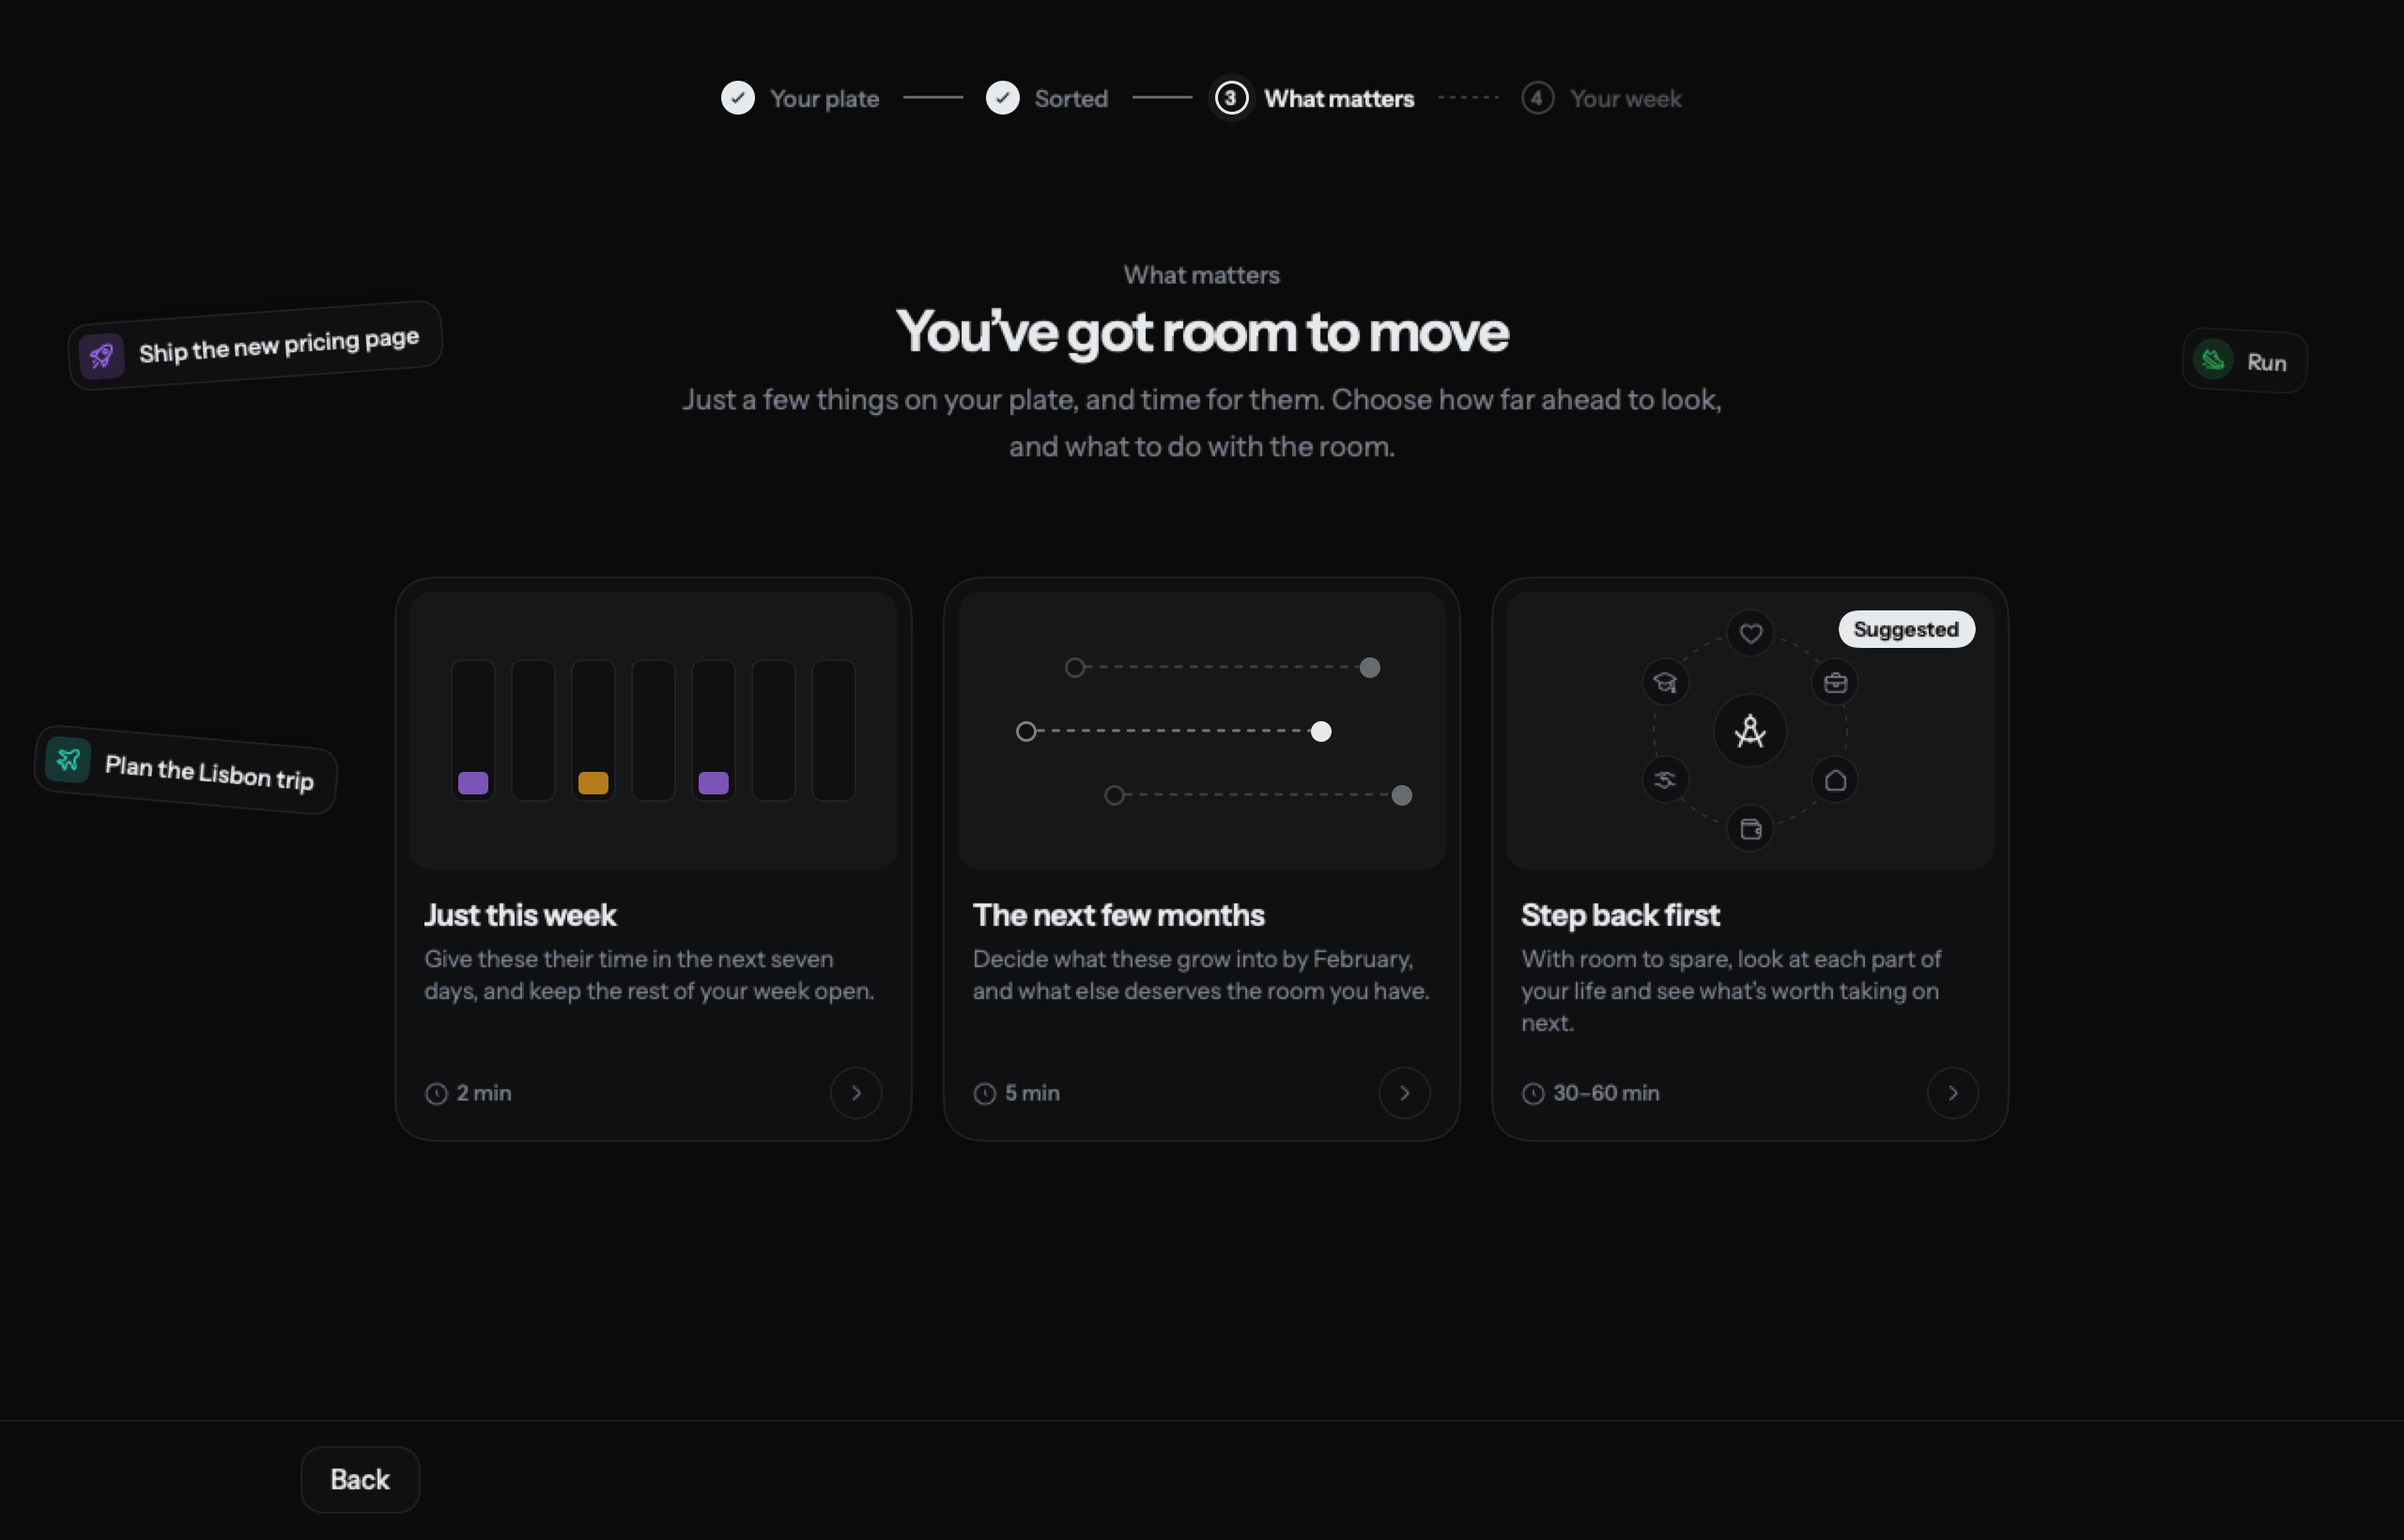 Your plate
Sorted
3 What matters
4 Your week
What matters
You’ve got room to move
Just a few things on your plate, and time for them. Choose how far ahead to look,
and what to do with the room.
Ship the new pricing page
Run
Plan the Lisbon trip
Just this week
Give these their time in the next seven
days, and keep the rest of your week open.
2 min
The next few months
Decide what these grow into by February,
and what else deserves the room you have.
5 min
Suggested
Step back first
With room to spare, look at each part of
your life and see what’s worth taking on
next.
30–60 min
Back